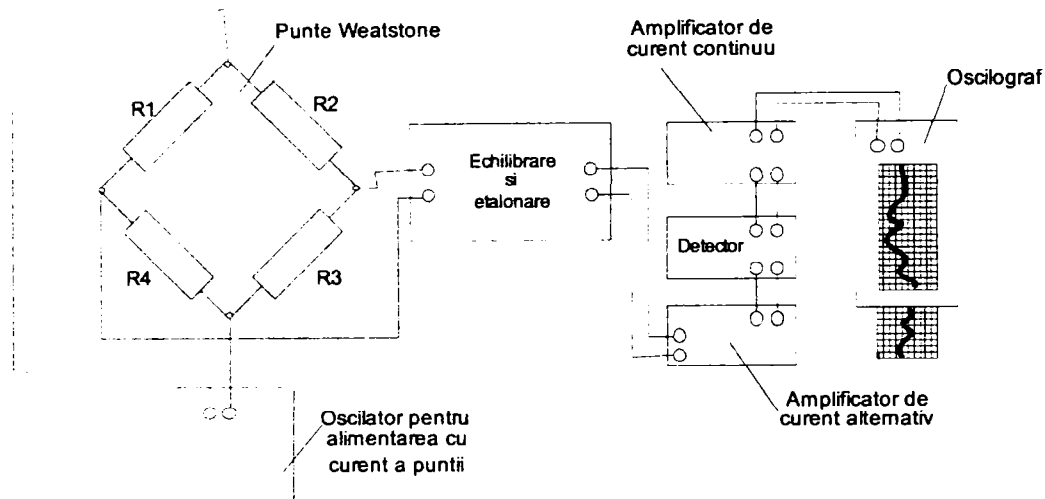 Punte Weatstone
Amplificator de
curent continuu
Oscilograf
R1
R2
Echilibrare
si
etalonare
Detector
R4
R3
Amplificator de
curent alternativ
Oscilator pentru
alimentarea cu
curent a puntii